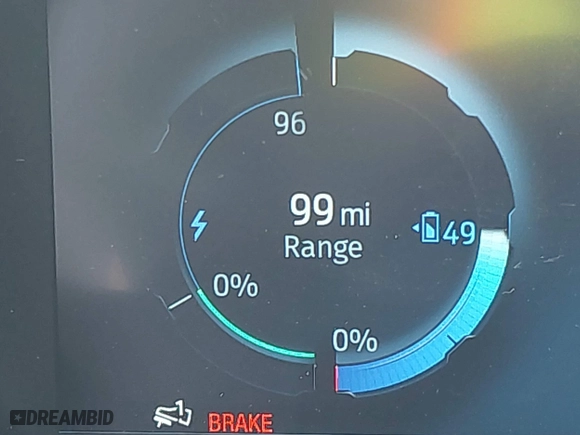 96
99 mi
Range
49
0%
0%
BRAKE
DREAMBID